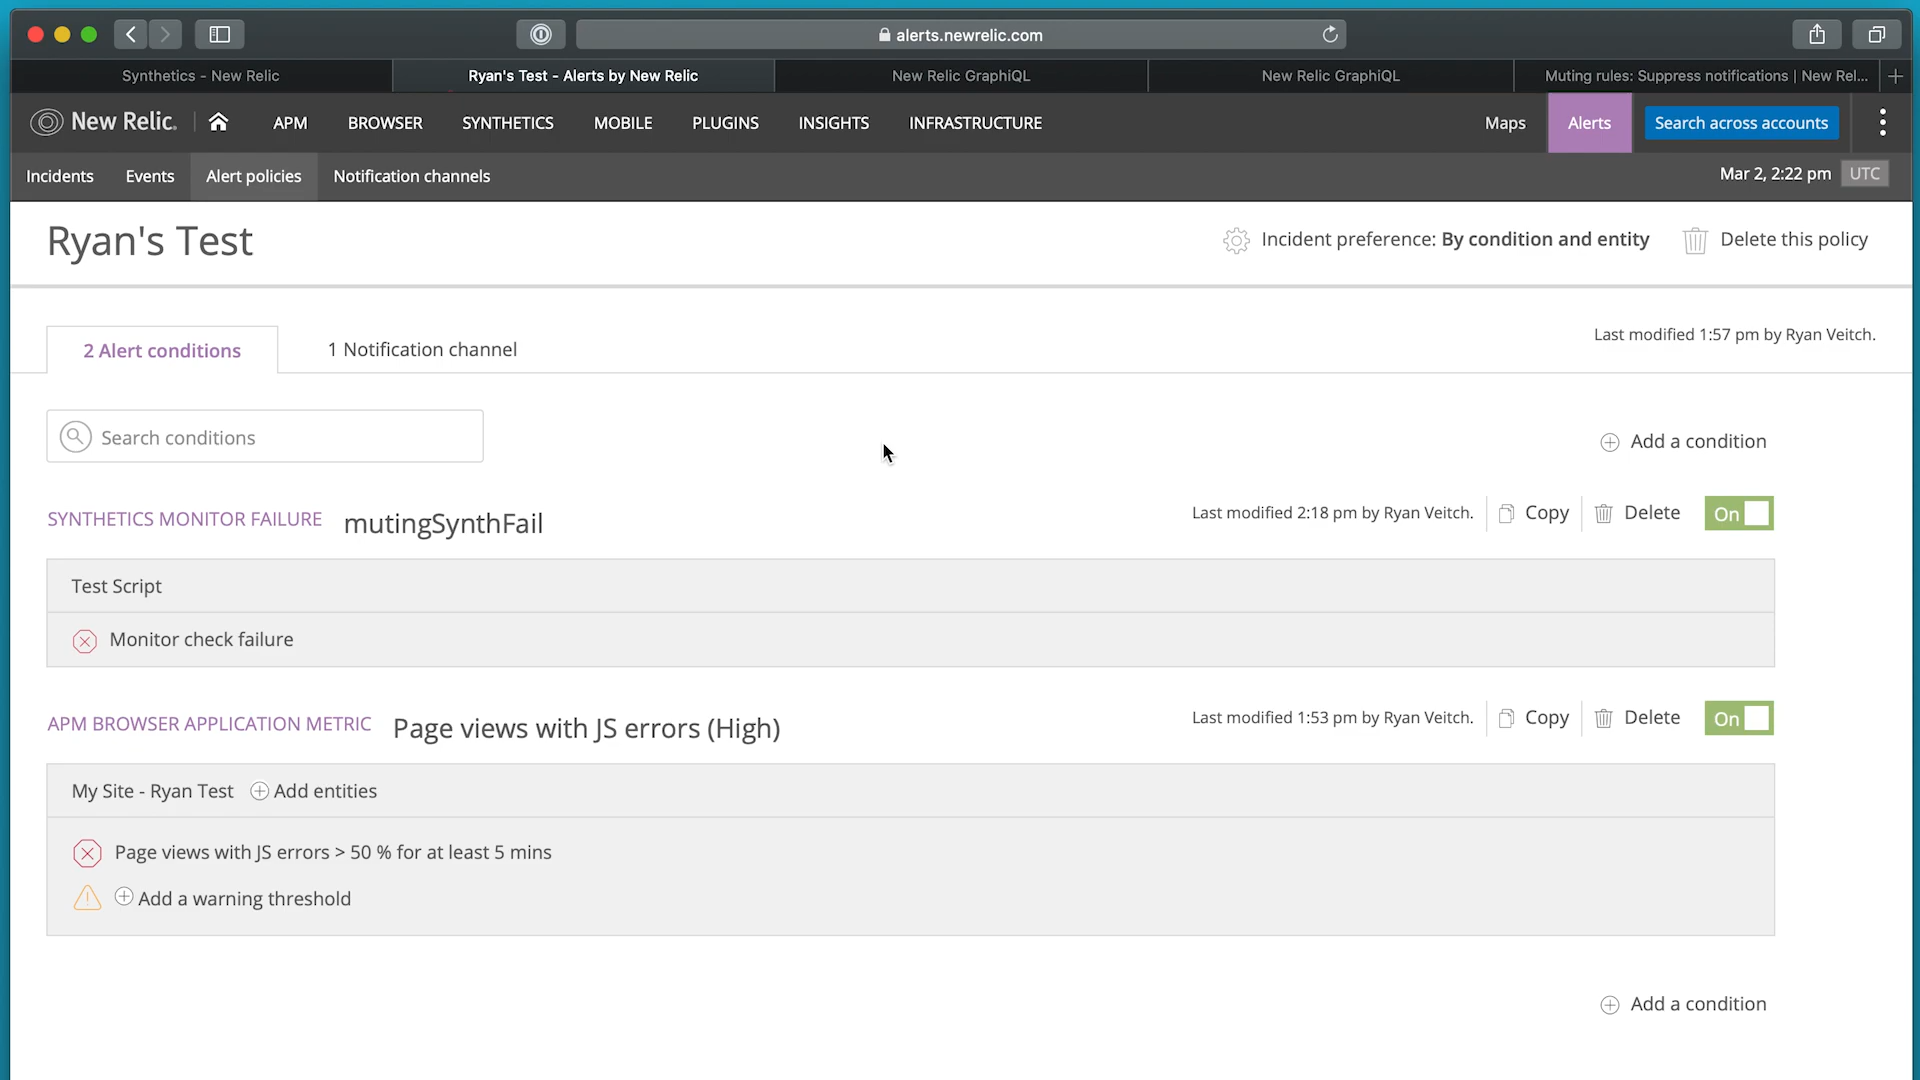 alerts.newrelic.com
Synthetics - New Relic
Ryan's Test - Alerts by New Relic
New Relic GraphiQL
New Relic GraphiQL
Muting rules: Suppress notifications | New Rel...
New Relic.
APM
BROWSER
SYNTHETICS
MOBILE
PLUGINS
INSIGHTS
INFRASTRUCTURE
Maps
Alerts
Search across accounts
Incidents
Events
Alert policies
Notification channels
Mar 2, 2:22 pm UTC
Ryan's Test
Incident preference: By condition and entity
Delete this policy
2 Alert conditions
1 Notification channel
Last modified 1:57 pm by Ryan Veitch.
Search conditions
Add a condition
SYNTHETICS MONITOR FAILURE mutingSynthFail
Last modified 2:18 pm by Ryan Veitch.
Copy
Delete
On
Test Script
Monitor check failure
APM BROWSER APPLICATION METRIC Page views with JS errors (High)
Last modified 1:53 pm by Ryan Veitch.
Copy
Delete
On
My Site - Ryan Test
Add entities
Page views with JS errors > 50 % for at least 5 mins
Add a warning threshold
Add a condition